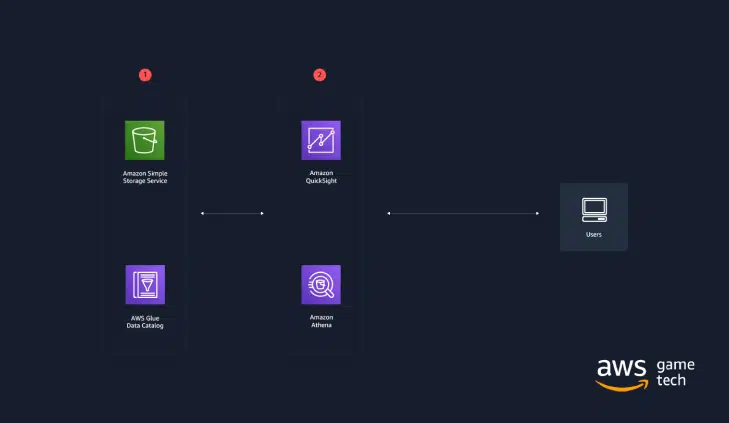 1
2
Amazon Simple
Storage Service
Amazon
QuickSight
Users
AWS Glue
Data Catalog
Amazon
Athena
aws
game
tech